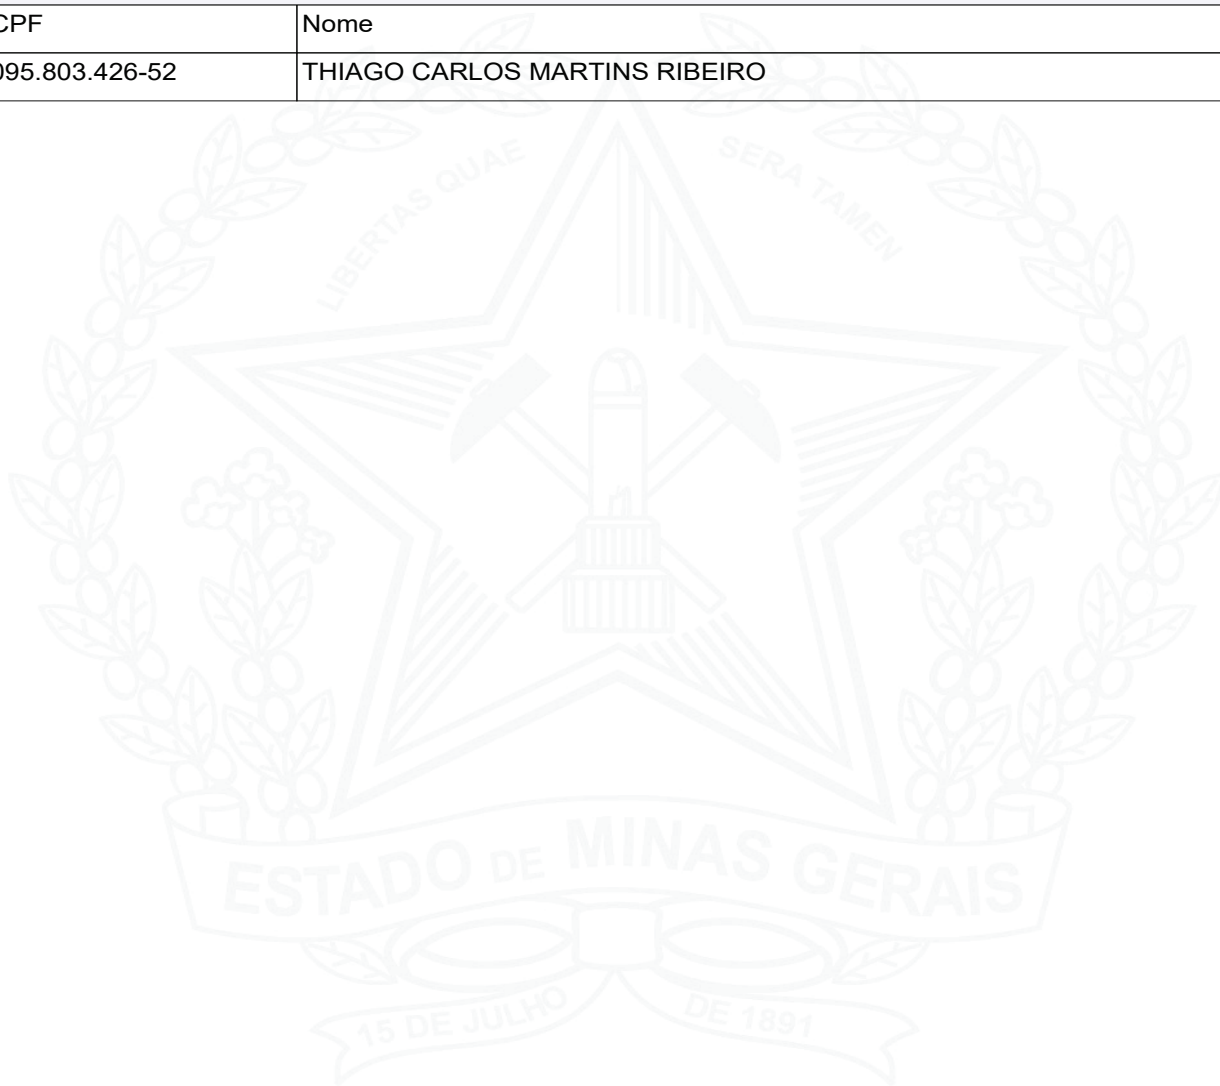 CPF Nome
095.803.426-52 THIAGO CARLOS MARTINS RIBEIRO
LIBERTAS QUAE SERA TAMEN
ESTADO DE MINAS GERAIS
15 DE JULHO DE 1891